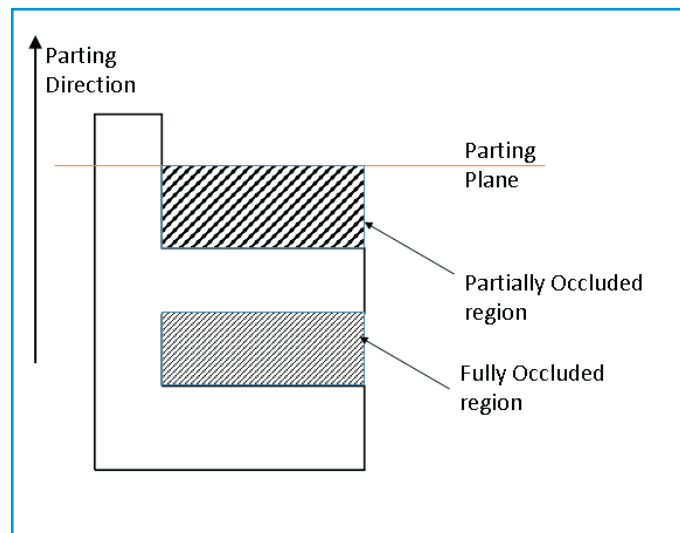 Parting
Direction
Parting
Plane
Partially Occluded
region
Fully Occluded
region